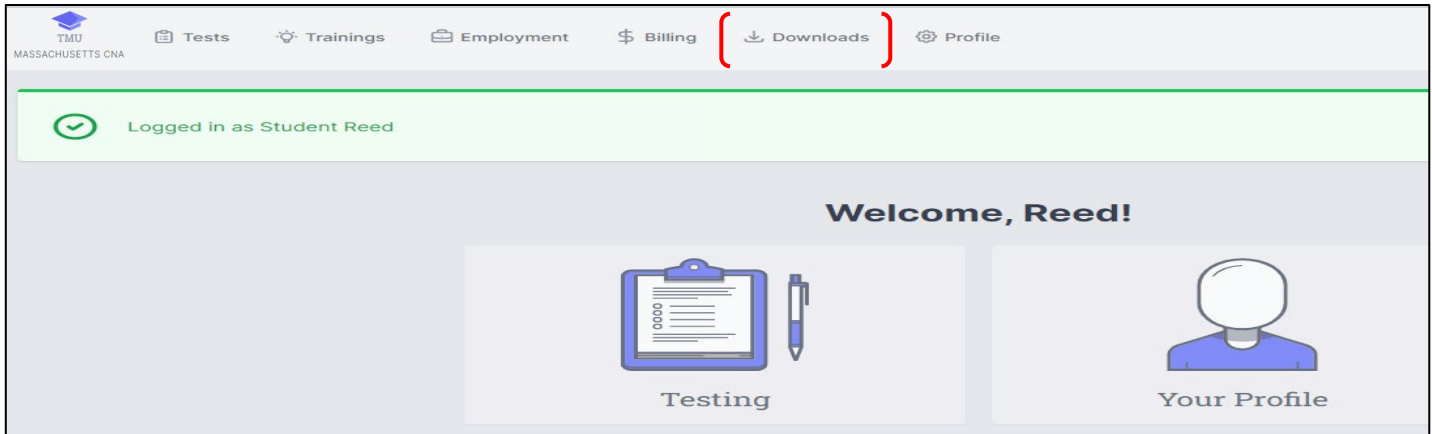 TMU
MASSACHUSETTS CNA
Tests
Trainings
Employment
$ Billing
Downloads
Profile
Logged in as Student Reed
Welcome, Reed!
Testing
Your Profile